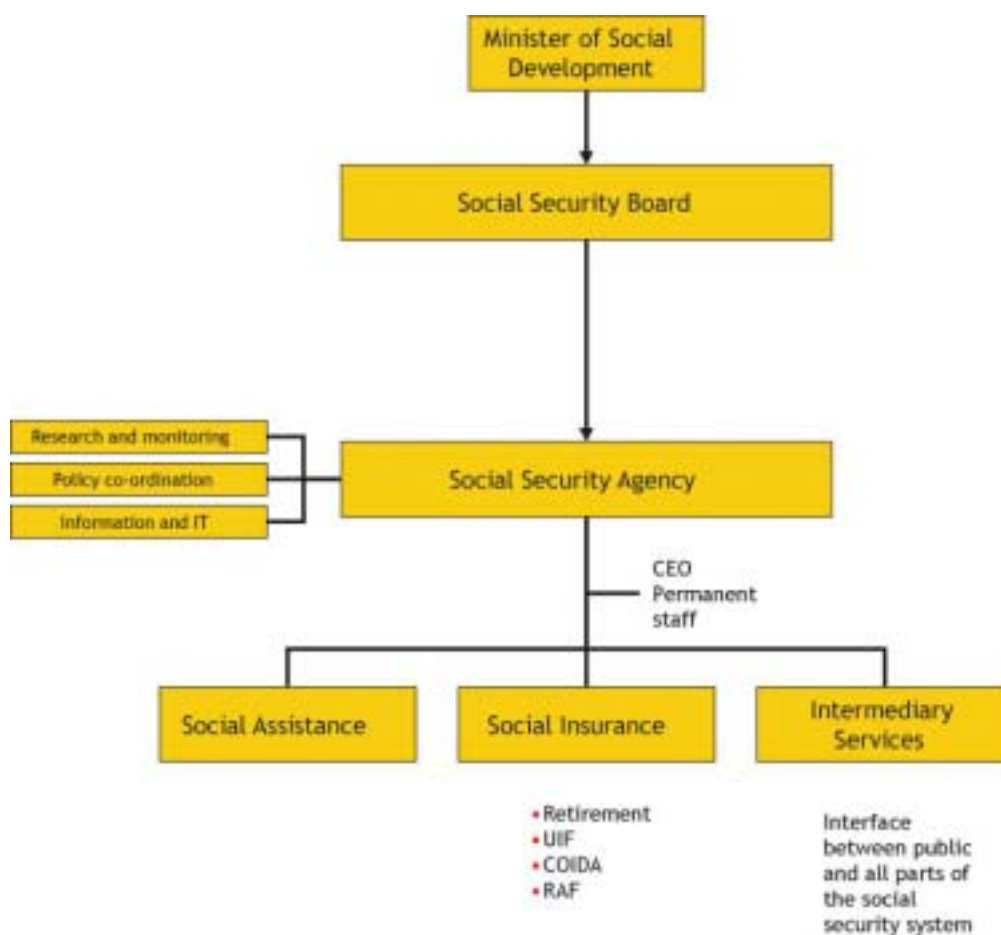 Minister of Social
Development
Social Security Board
Research and monitoring
Policy co-ordination
Information and IT
Social Security Agency
CEO
Permanent
staff
Social Assistance
Social Insurance
Intermediary
Services
•Retirement
•UIF
•COIDA
•RAF
Interface
between public
and all parts of
the social
security system